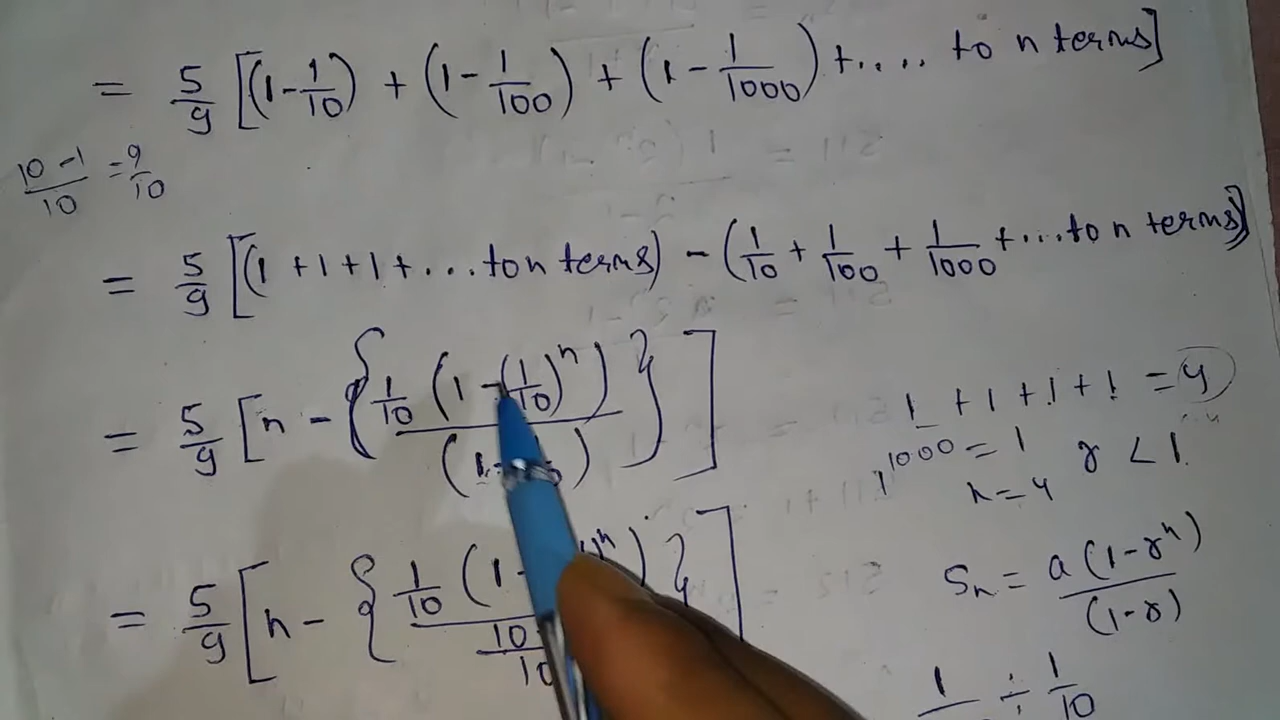 = 5/9 [(1-1/10) + (1-1/100) + (1-1/1000) +.... to n terms]
10-1/10 = 9/10
= 5/9 [(1+1+1+...to n terms) - (1/10 + 1/100 + 1/1000 +...to n terms)]
= 5/9 [n - {1/10 (1-(1/10)^n) / (1-
1+1+1+1 = 4
1000 = 1
r < 1
n = 4
= 5/9 [n - {1/10 (1-
10
10
Sn = a(1-r^n)/(1-r)
1
÷ 1/10